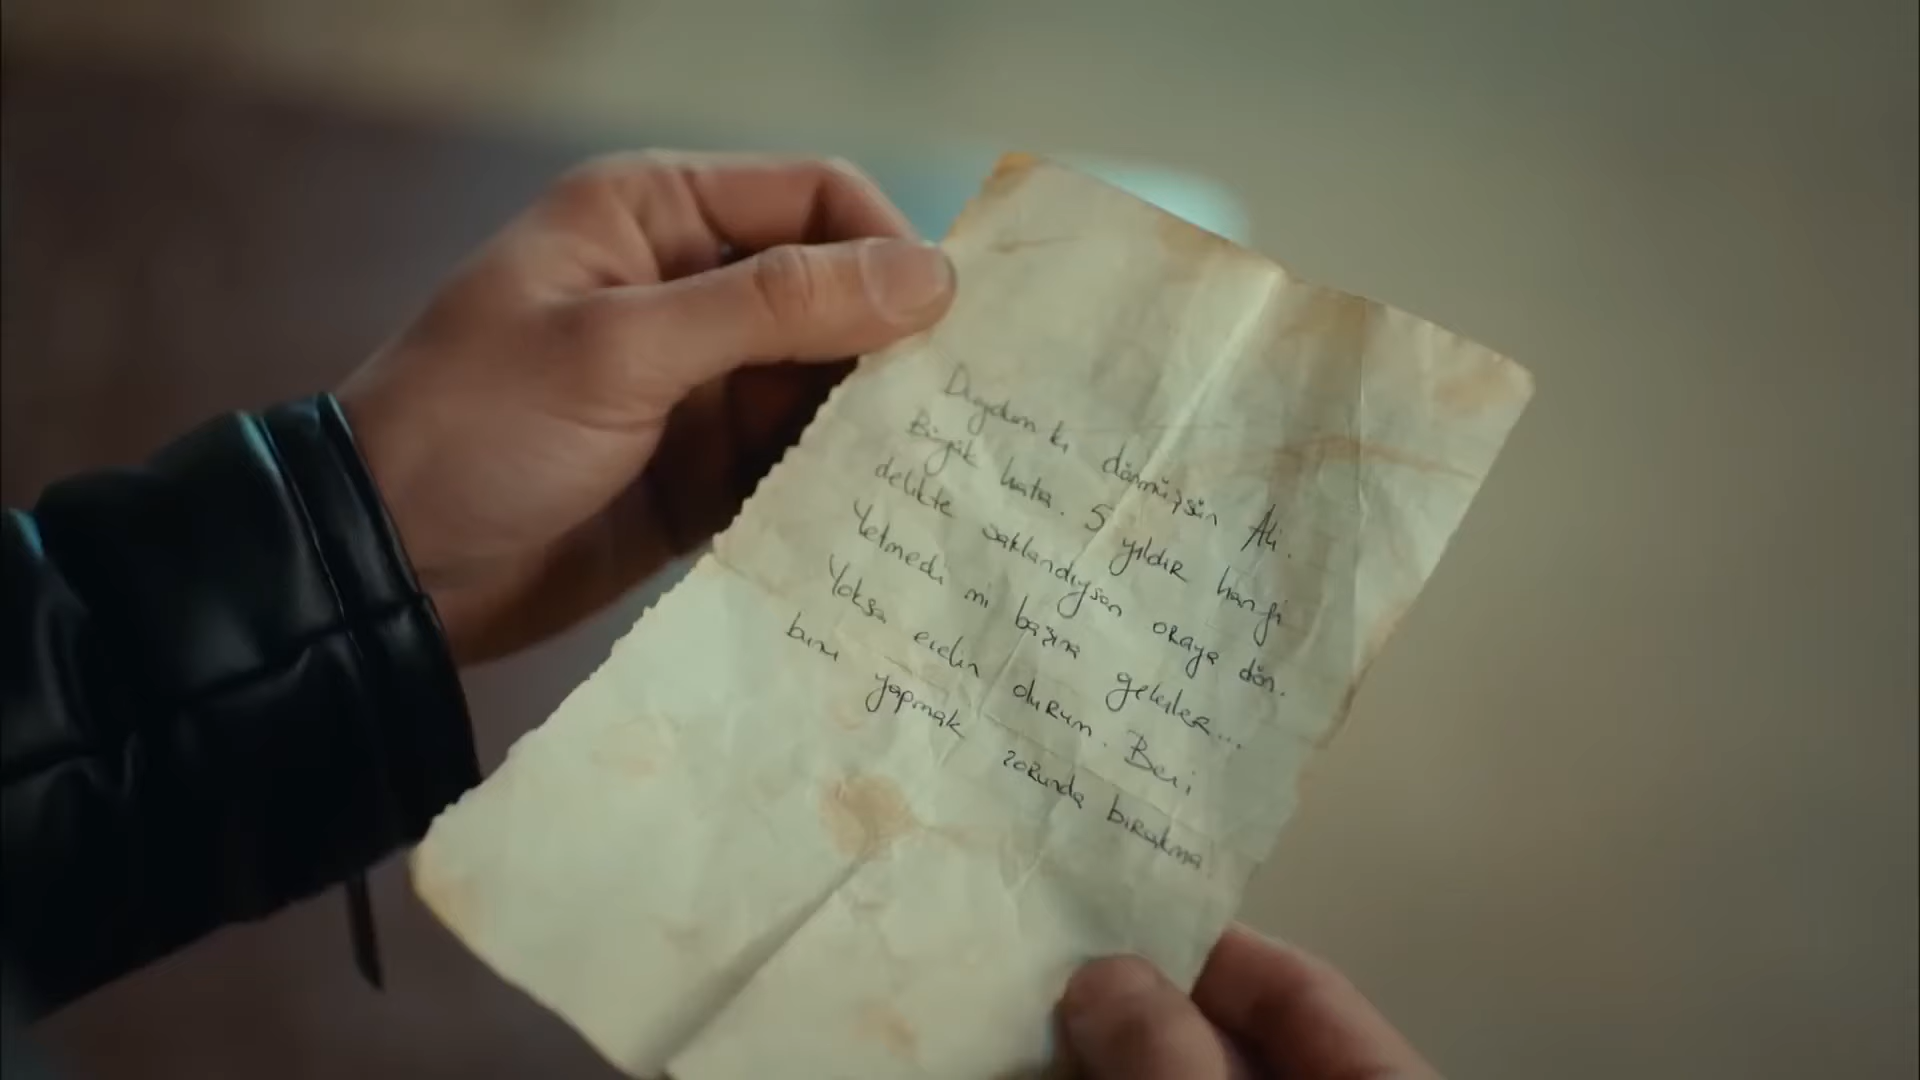 Duydum ki dönmüşsün Ali.
Büyük hata. 5 yıldır hangi
delikte saklandıysan oraya dön.
Yetmedi mi başına gelenler...
Yoksa ecelin olurum. Beni
bunu yapmak zorunda bırakma!